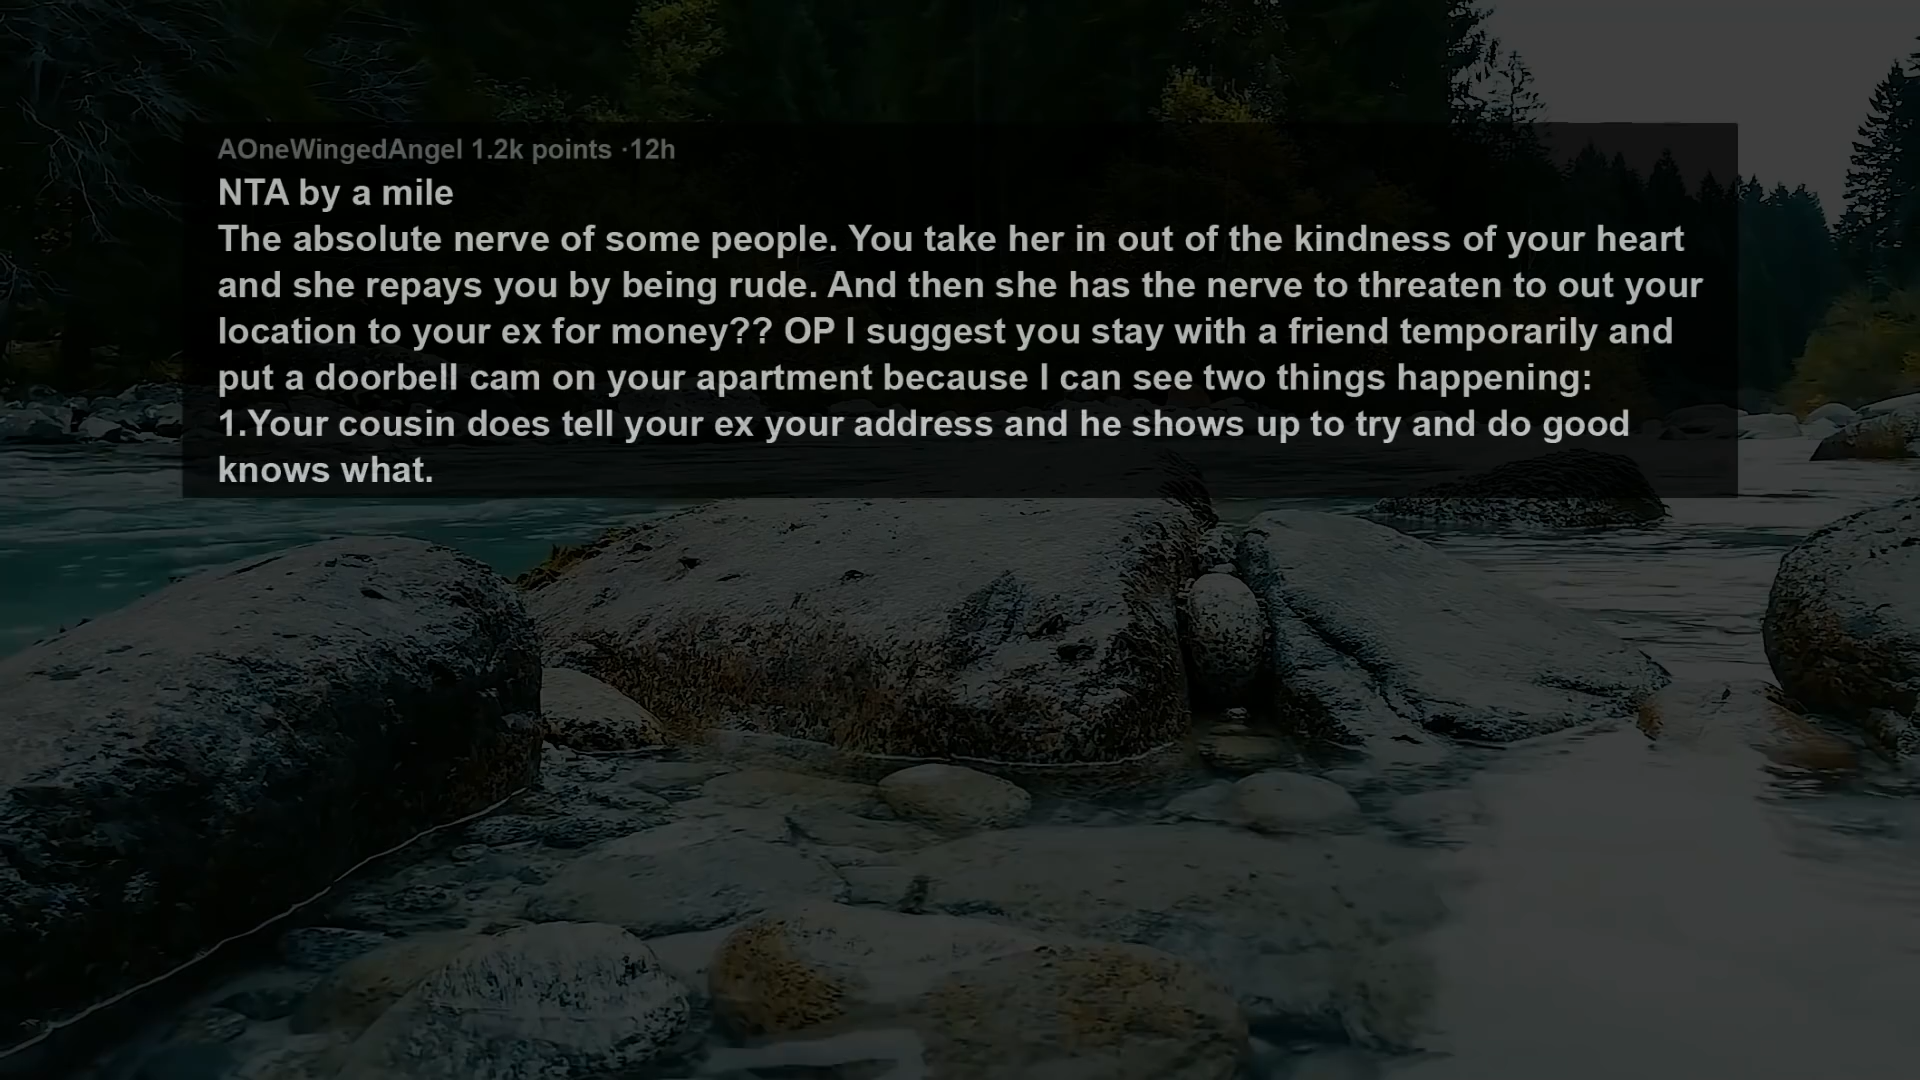 AOneWingedAngel 1.2k points ·12h
NTA by a mile
The absolute nerve of some people. You take her in out of the kindness of your heart
and she repays you by being rude. And then she has the nerve to threaten to out your
location to your ex for money?? OP I suggest you stay with a friend temporarily and
put a doorbell cam on your apartment because I can see two things happening:
1.Your cousin does tell your ex your address and he shows up to try and do good
knows what.